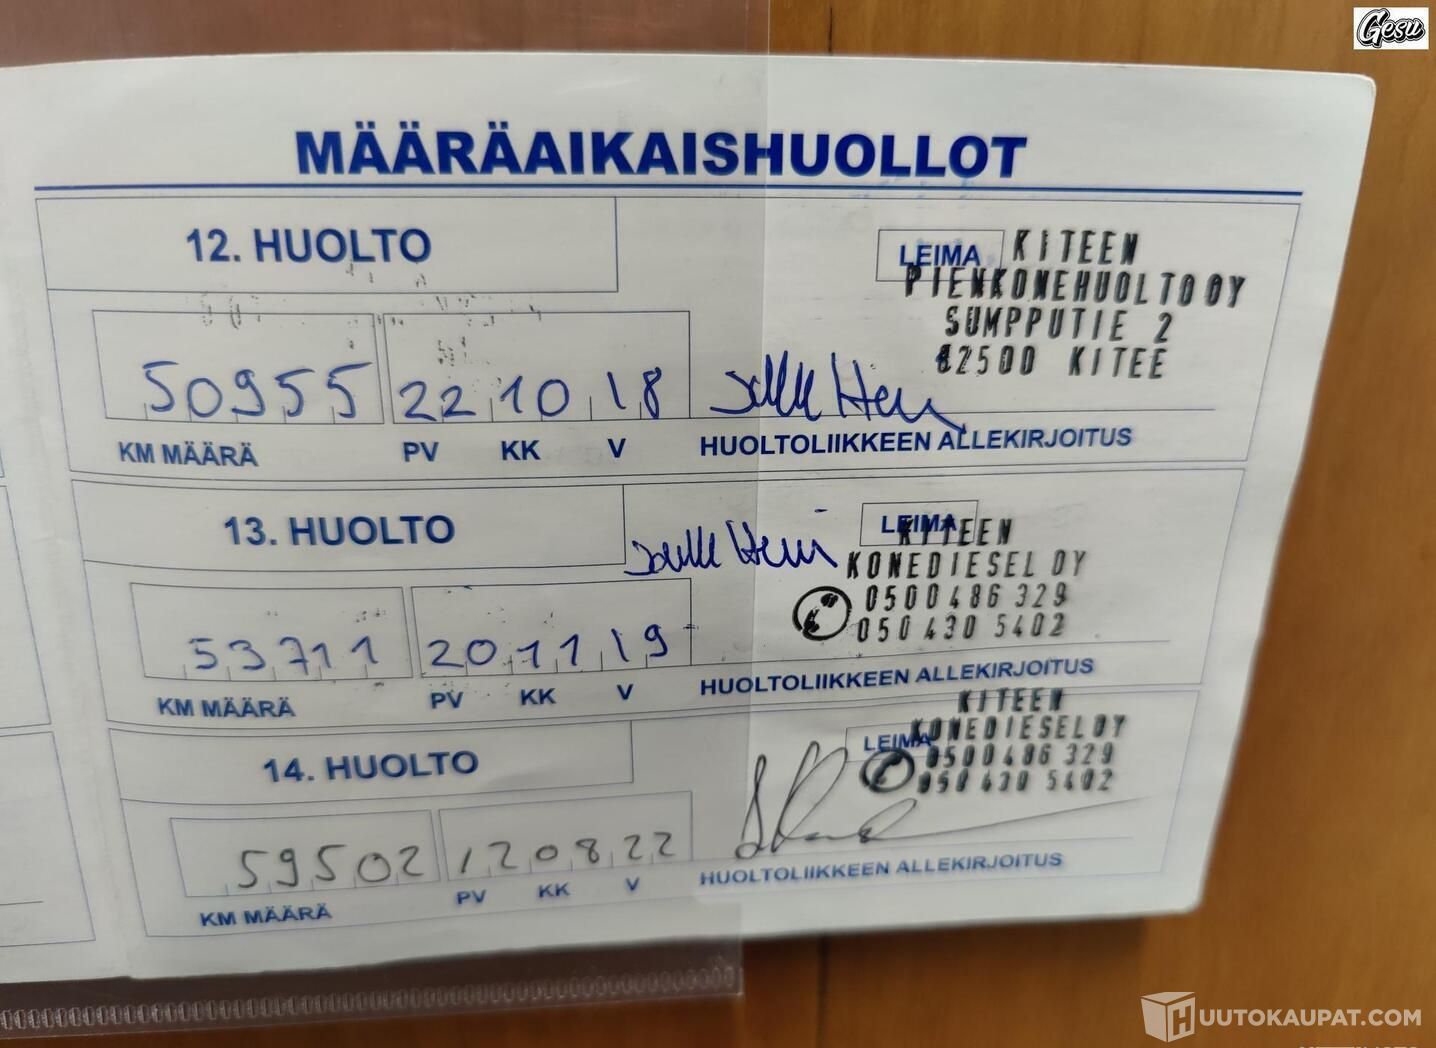 Gesu
MÄÄRÄAIKAISHUOLLOT
12. HUOLTO
LEIMA
KITEEN
PIENKONEHUOLTO OY
SUMPPUTIE 2
82500 KITEE
50955 22 10 18
KM MÄÄRÄ PV KK V HUOLTOLIIKKEEN ALLEKIRJOITUS
13. HUOLTO
LEIMA
KITEEN
KONEDIESEL OY
0500 486 329
050 430 5402
53711 20 11 19
KM MÄÄRÄ PV KK V HUOLTOLIIKKEEN ALLEKIRJOITUS
14. HUOLTO
LEIMA
KITEEN
KONEDIESEL OY
0500 486 329
050 430 5402
59502 12 08 22
KM MÄÄRÄ PV KK V HUOLTOLIIKKEEN ALLEKIRJOITUS
HUUTOKAUPAT.COM